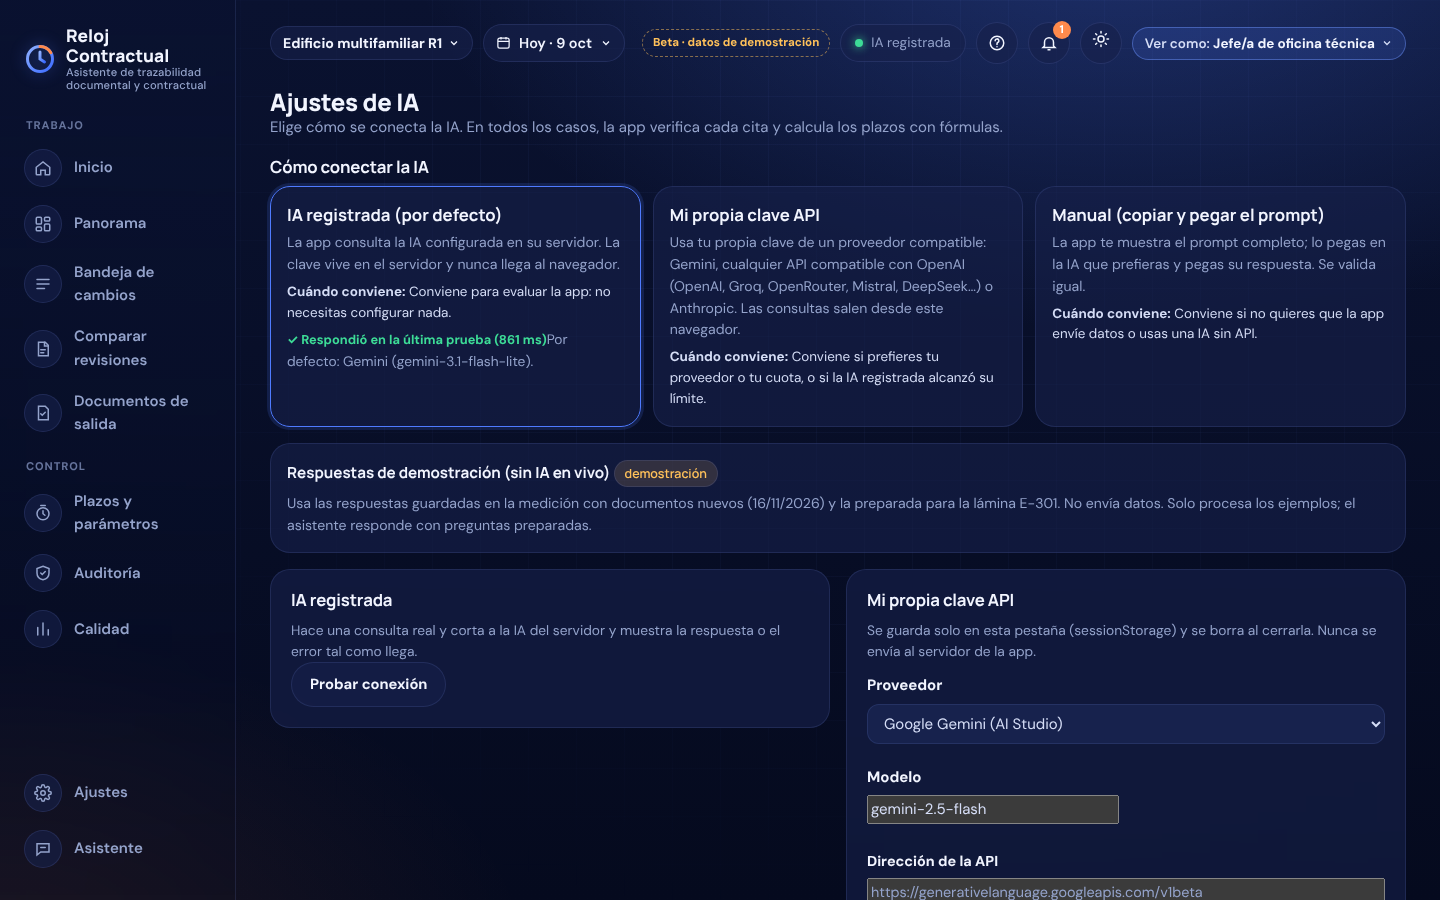 Reloj
Contractual
Asistente de trazabilidad
documental y contractual
TRABAJO
Inicio
Panorama
Bandeja de
cambios
Comparar
revisiones
Documentos de
salida
CONTROL
Plazos y
parámetros
Auditoría
Calidad
Ajustes
Asistente
Edificio multifamiliar R1
Hoy · 9 oct
Beta · datos de demostración
IA registrada
1
Ver como: Jefe/a de oficina técnica
Ajustes de IA
Elige cómo se conecta la IA. En todos los casos, la app verifica cada cita y calcula los plazos con fórmulas.
Cómo conectar la IA
IA registrada (por defecto)
La app consulta la IA configurada en su servidor. La
clave vive en el servidor y nunca llega al navegador.
Cuándo conviene: Conviene para evaluar la app: no
necesitas configurar nada.
✓ Respondió en la última prueba (861 ms)Por
defecto: Gemini (gemini-3.1-flash-lite).
Mi propia clave API
Usa tu propia clave de un proveedor compatible:
Gemini, cualquier API compatible con OpenAI
(OpenAI, Groq, OpenRouter, Mistral, DeepSeek…) o
Anthropic. Las consultas salen desde este
navegador.
Cuándo conviene: Conviene si prefieres tu
proveedor o tu cuota, o si la IA registrada alcanzó su
límite.
Manual (copiar y pegar el prompt)
La app te muestra el prompt completo; lo pegas en
la IA que prefieras y pegas su respuesta. Se valida
igual.
Cuándo conviene: Conviene si no quieres que la app
envíe datos o usas una IA sin API.
Respuestas de demostración (sin IA en vivo) demostración
Usa las respuestas guardadas en la medición con documentos nuevos (16/11/2026) y la preparada para la lámina E-301. No envía datos. Solo procesa los ejemplos; el
asistente responde con preguntas preparadas.
IA registrada
Hace una consulta real y corta a la IA del servidor y muestra la respuesta o el
error tal como llega.
Probar conexión
Mi propia clave API
Se guarda solo en esta pestaña (sessionStorage) y se borra al cerrarla. Nunca se
envía al servidor de la app.
Proveedor
Google Gemini (AI Studio)
Modelo
gemini-2.5-flash
Dirección de la API
https://generativelanguage.googleapis.com/v1beta